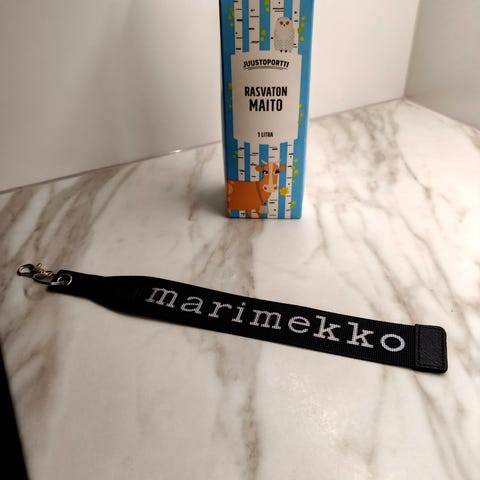 JUUSTOPORTTI
RASVATON
MAITO
1 LITRA
marimekko